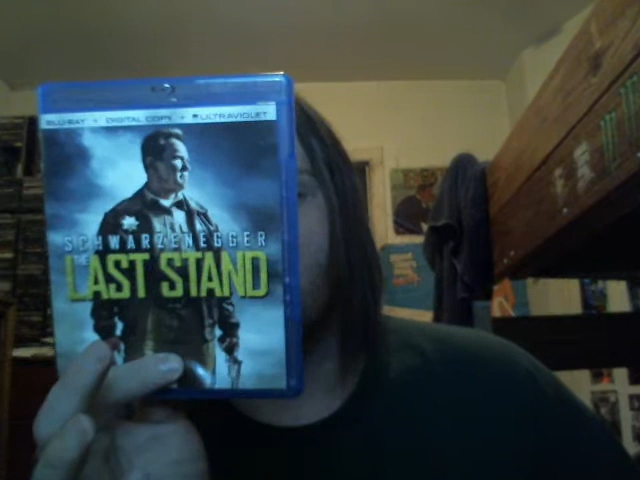 BLU-RAY + DIGITAL COPY + ULTRAVIOLET
SCHWARZENEGGER
THE
LAST STAND